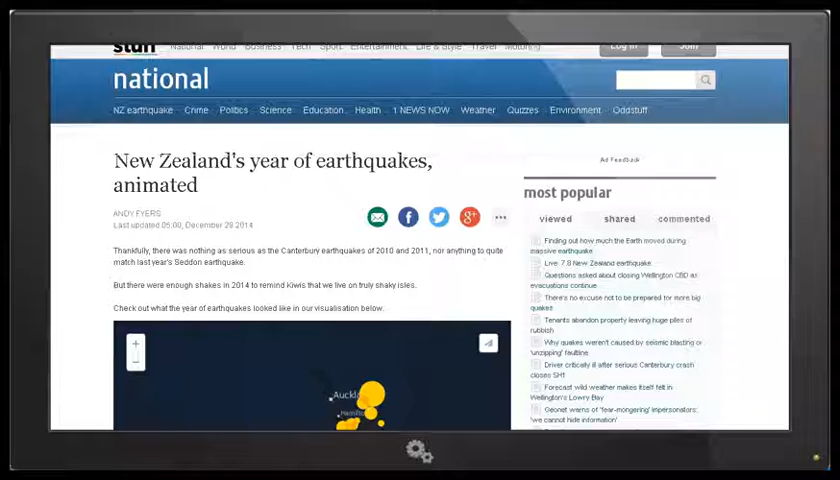 stuff National World Business Tech Sport Entertainment Life & Style Travel Motoring Log in Join
national
NZ earthquake Crime Politics Science Education Health 1 NEWS NOW Weather Quizzes Environment Oddstuff
New Zealand's year of earthquakes,
animated
ANDY FYERS
Last updated 05:00, December 29 2014
Thankfully, there was nothing as serious as the Canterbury earthquakes of 2010 and 2011, nor anything to quite
match last year's Seddon earthquake.
But there were enough shakes in 2014 to remind Kiwis that we live on truly shaky isles.
Check out what the year of earthquakes looked like in our visualisation below.
+
−
Hamilton
Ad Feedback
most popular
viewed shared commented
Finding out how much the Earth moved during
massive earthquake
Live: 7.8 New Zealand earthquake
Questions asked about closing Wellington CBD as
evacuations continue
There's no excuse not to be prepared for more big
quakes
Tenants abandon property leaving huge piles of
rubbish
Why quakes weren't caused by seismic blasting or
'unzipping' faultline
Driver critically ill after serious Canterbury crash
closes SH1
Forecast wild weather makes itself felt in
Wellington's Lowry Bay
Geonet warns of 'fear-mongering' impersonators:
'we cannot hide information'